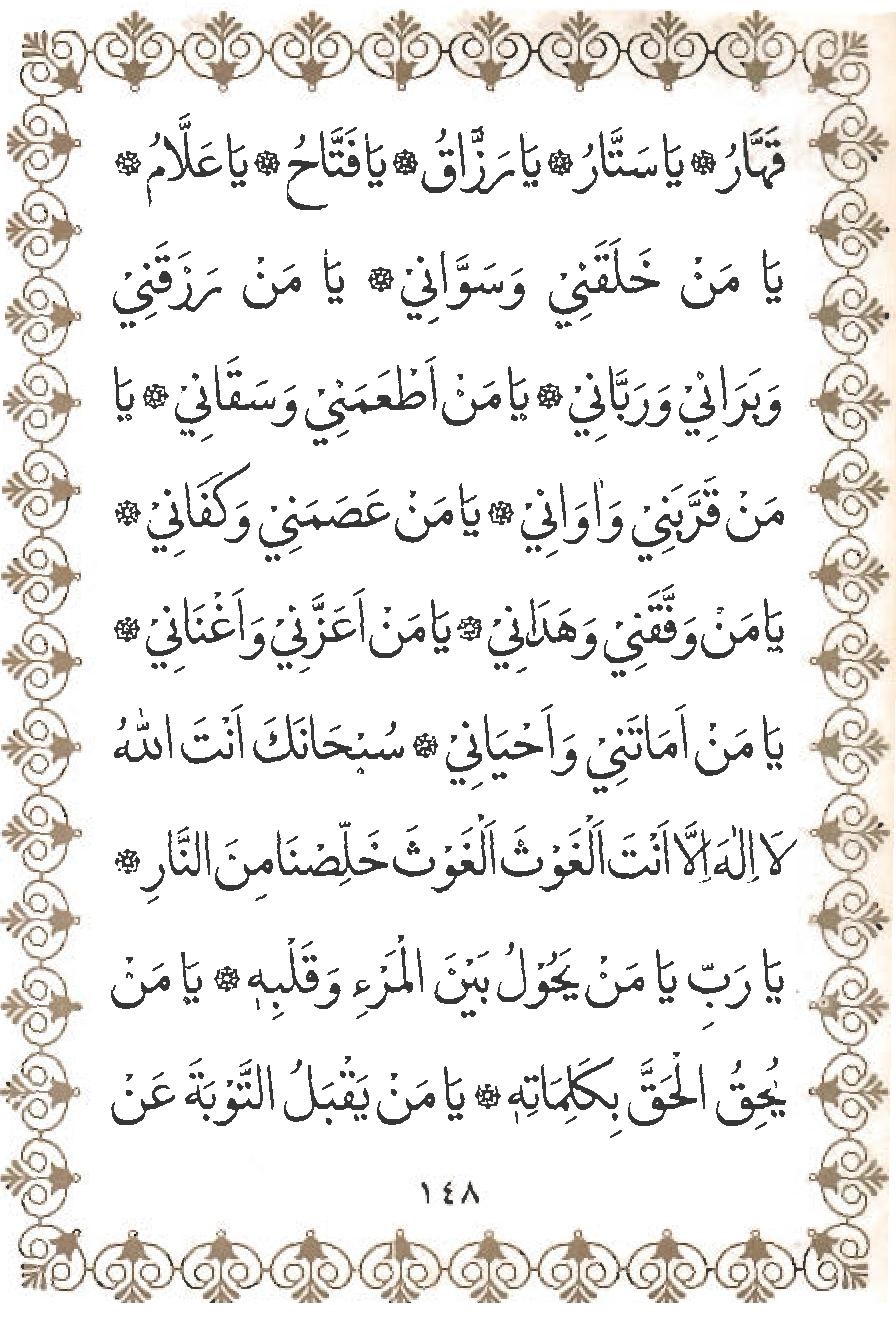 قَهَّارُ ۞ يَا سَتَّارُ ۞ يَا رَزَّاقُ ۞ يَا فَتَّاحُ ۞ يَا عَلَّامُ ۞
يَا مَنْ خَلَقَنِيْ وَسَوَّانِيْ ۞ يَا مَنْ رَزَقَنِيْ
وَبَرَانِيْ وَرَبَّانِيْ ۞ يَا مَنْ اَطْعَمَنِيْ وَسَقَانِيْ ۞ يَا
مَنْ قَرَّبَنِيْ وَاٰوَانِيْ ۞ يَا مَنْ عَصَمَنِيْ وَكَفَانِيْ ۞
يَا مَنْ وَفَّقَنِيْ وَهَدَانِيْ ۞ يَا مَنْ اَعَزَّنِيْ وَاَغْنَانِيْ ۞
يَا مَنْ اَمَاتَنِيْ وَاَحْيَانِيْ ۞ سُبْحَانَكَ اَنْتَ اللّٰهُ
لَا اِلٰهَ اِلَّا اَنْتَ اَلْغَوْثَ اَلْغَوْثَ خَلِّصْنَا مِنَ النَّارِ ۞
يَا رَبِّ يَا مَنْ يَحُوْلُ بَيْنَ الْمَرْءِ وَقَلْبِهٖ ۞ يَا مَنْ
يُحِقُّ الْحَقَّ بِكَلِمَاتِهٖ ۞ يَا مَنْ يَقْبَلُ التَّوْبَةَ عَنْ
١٤٨